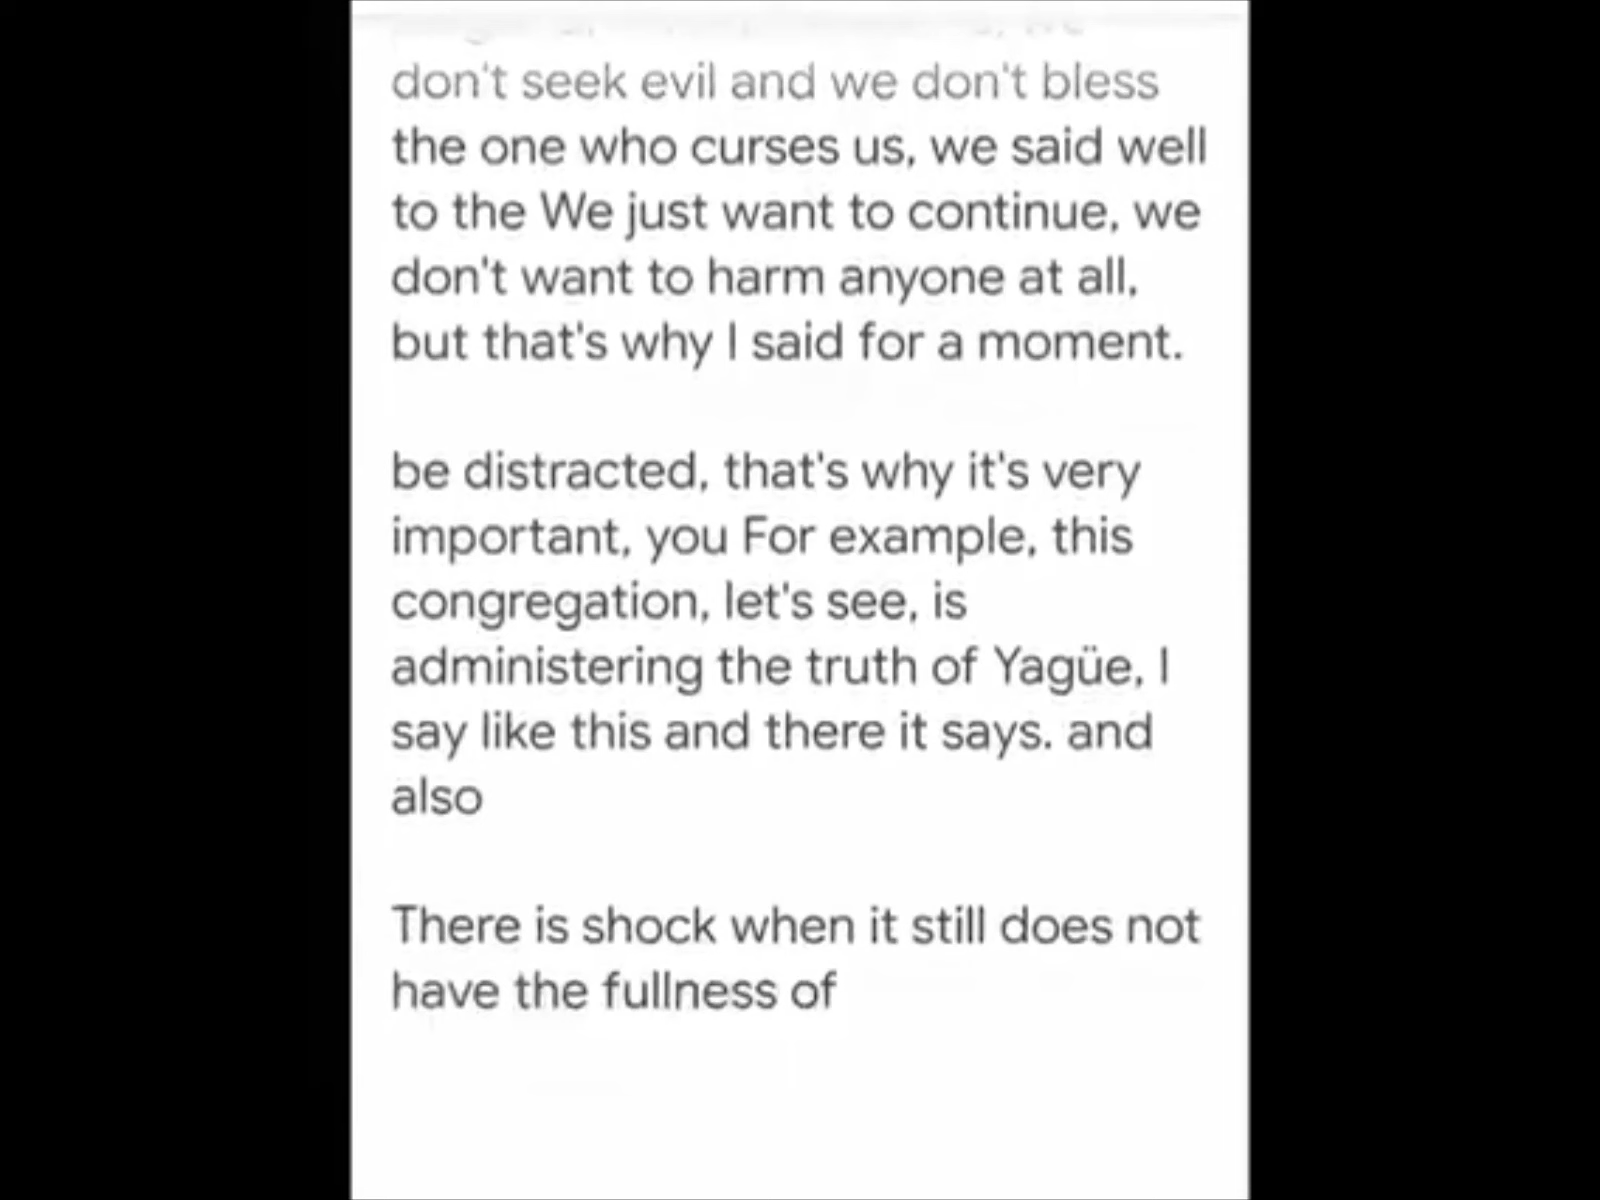 don't seek evil and we don't bless
the one who curses us, we said well
to the We just want to continue, we
don't want to harm anyone at all,
but that's why I said for a moment.
be distracted, that's why it's very
important, you For example, this
congregation, let's see, is
administering the truth of Yagüe, I
say like this and there it says. and
also
There is shock when it still does not
have the fullness of